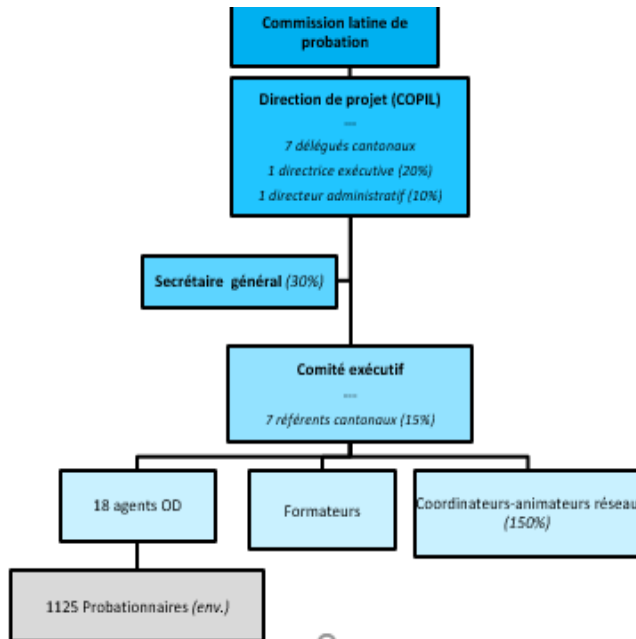 Commission latine de
probation
Direction de projet (COPIL)
---
7 délégués cantonaux
1 directrice exécutive (20%)
1 directeur administratif (10%)
Secrétaire général (30%)
Comité exécutif
---
7 référents cantonaux (15%)
18 agents OD
Formateurs
Coordinateurs-animateurs réseau
(150%)
1125 Probationnaires (env.)